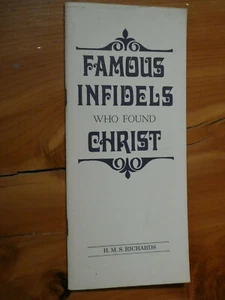 FAMOUS
INFIDELS
WHO FOUND
CHRIST
H. M. S. RICHARDS